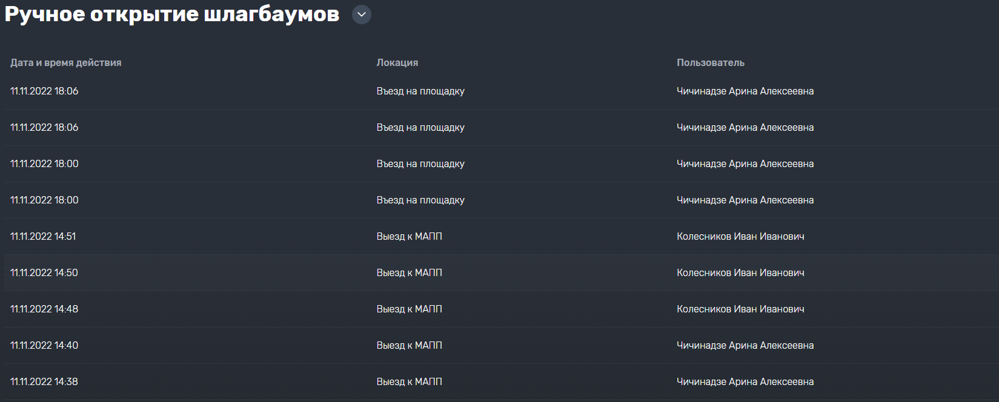 Ручное открытие шлагбаумов
Дата и время действия Локация Пользователь
11.11.2022 18:06 Въезд на площадку Чичинадзе Арина Алексеевна
11.11.2022 18:06 Въезд на площадку Чичинадзе Арина Алексеевна
11.11.2022 18:00 Въезд на площадку Чичинадзе Арина Алексеевна
11.11.2022 18:00 Въезд на площадку Чичинадзе Арина Алексеевна
11.11.2022 14:51 Выезд к МАПП Колесников Иван Иванович
11.11.2022 14:50 Выезд к МАПП Колесников Иван Иванович
11.11.2022 14:48 Выезд к МАПП Колесников Иван Иванович
11.11.2022 14:40 Выезд к МАПП Чичинадзе Арина Алексеевна
11.11.2022 14:38 Выезд к МАПП Чичинадзе Арина Алексеевна